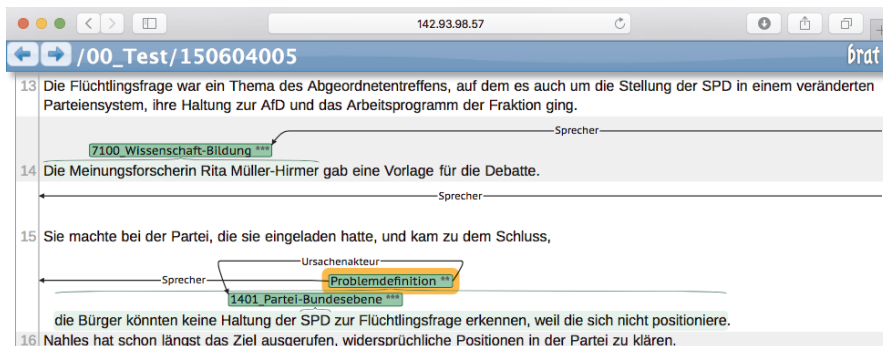 142.93.98.57
/00_Test/150604005
brat
13 Die Flüchtlingsfrage war ein Thema des Abgeordnetentreffens, auf dem es auch um die Stellung der SPD in einem veränderten
Parteiensystem, ihre Haltung zur AfD und das Arbeitsprogramm der Fraktion ging.
Sprecher
7100_Wissenschaft-Bildung ***
14 Die Meinungsforscherin Rita Müller-Hirmer gab eine Vorlage für die Debatte.
Sprecher
15 Sie machte bei der Partei, die sie eingeladen hatte, und kam zu dem Schluss,
Ursachenakteur
Sprecher Problemdefinition **
1401_Partei-Bundesebene ***
die Bürger könnten keine Haltung der SPD zur Flüchtlingsfrage erkennen, weil die sich nicht positioniere.
16 Nahles hat schon längst das Ziel ausgerufen, widersprüchliche Positionen in der Partei zu klären.